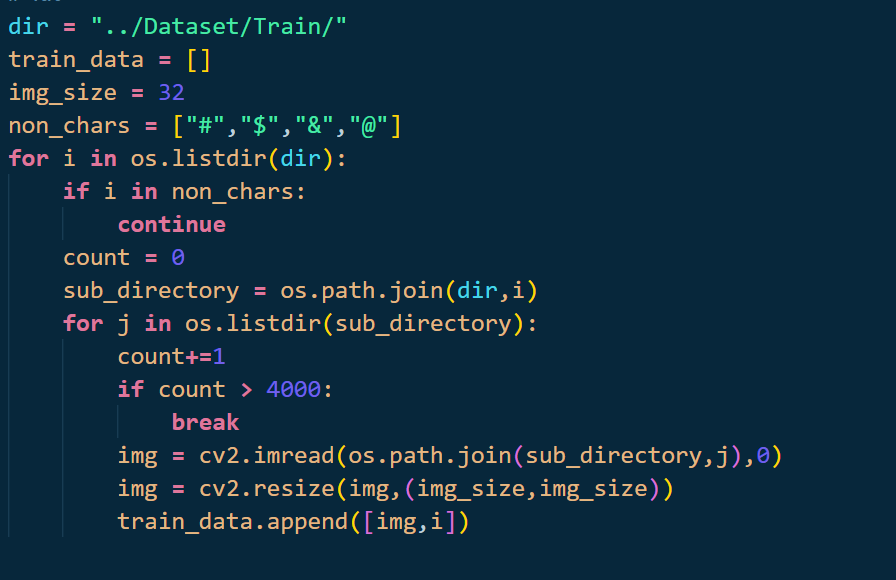 dir = "../Dataset/Train/"
train_data = []
img_size = 32
non_chars = ["#","$","&","@"]
for i in os.listdir(dir):
    if i in non_chars:
        continue
    count = 0
    sub_directory = os.path.join(dir,i)
    for j in os.listdir(sub_directory):
        count+=1
        if count > 4000:
            break
        img = cv2.imread(os.path.join(sub_directory,j),0)
        img = cv2.resize(img,(img_size,img_size))
        train_data.append([img,i])